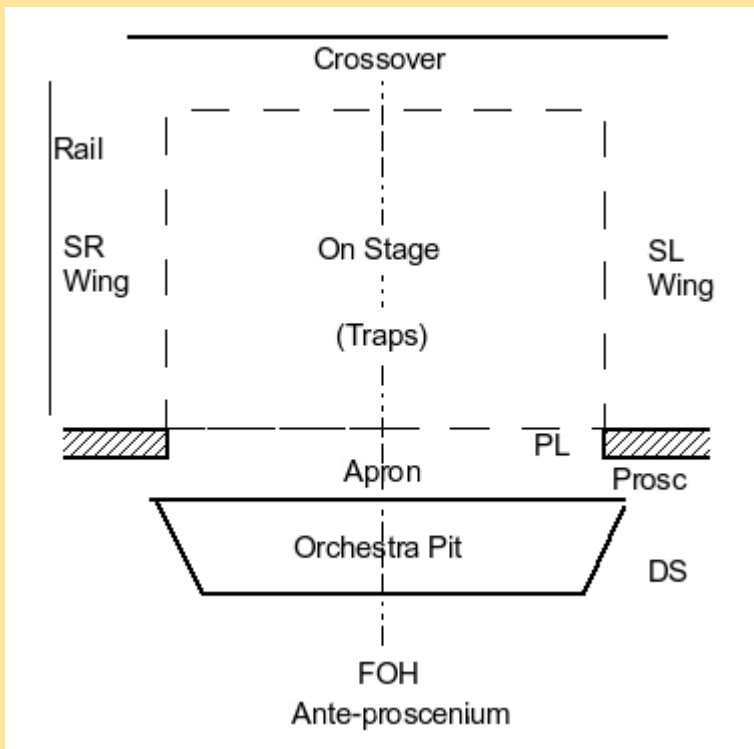 Crossover
Rail
SR
Wing
On Stage
SL
Wing
(Traps)
PL
Apron
Prosc
Orchestra Pit
DS
FOH
Ante-proscenium